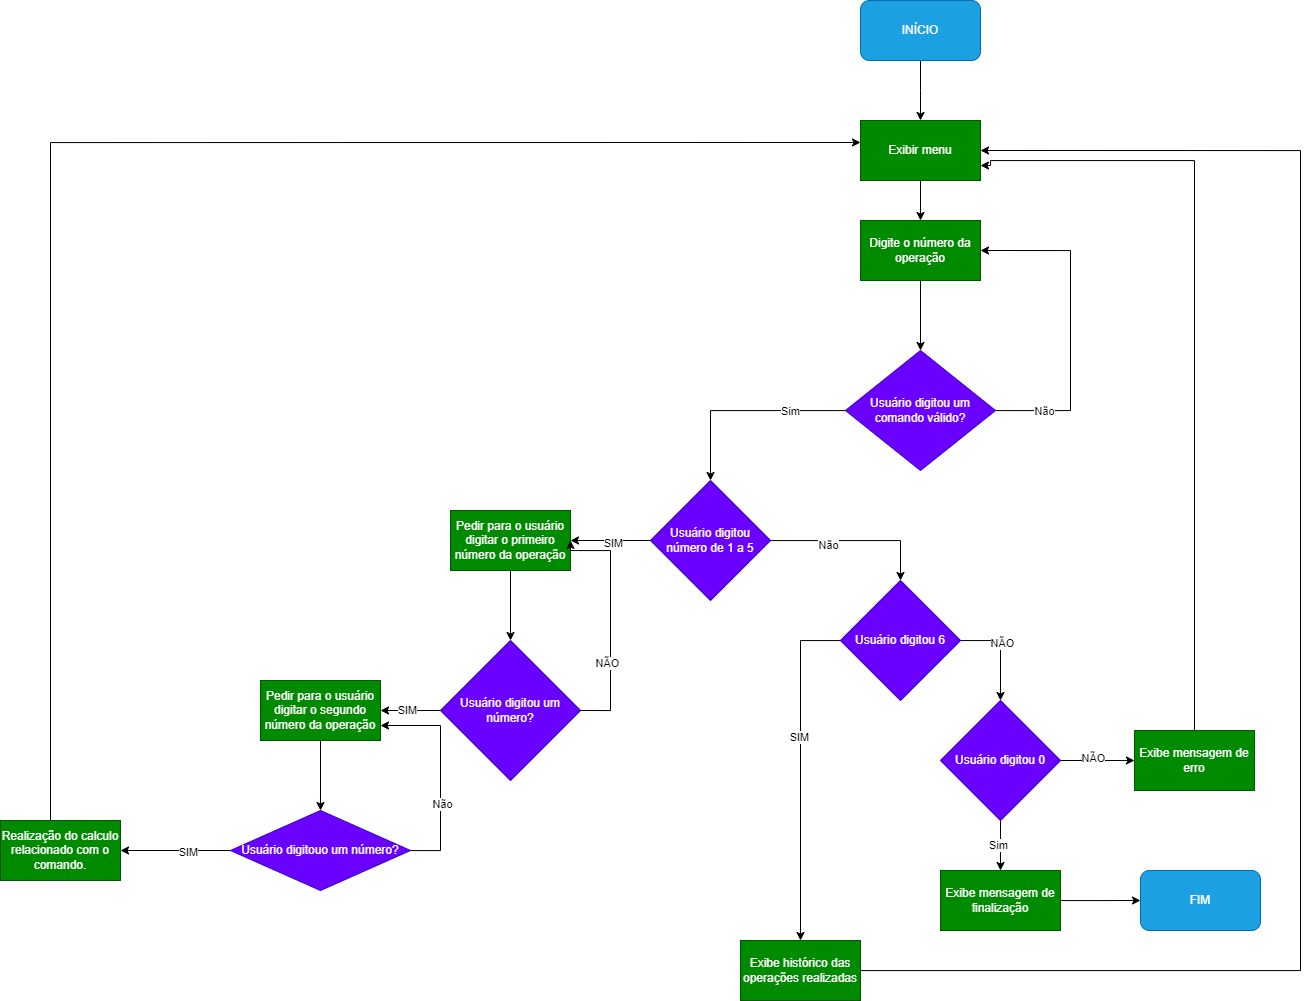 INÍCIO
Exibir menu
Digite o número da
operação
Usuário digitou um
comando válido?
Sim
Não
Usuário digitou
número de 1 a 5
SIM
Não
Pedir para o usuário
digitar o primeiro
número da operação
Usuário digitou 6
NÃO
SIM
Usuário digitou um
número?
NÃO
SIM
Pedir para o usuário
digitar o segundo
número da operação
Usuário digitou 0
NÃO
Exibe mensagem de
erro
Não
Usuário digitouo um número?
SIM
Realização do calculo
relacionado com o
comando.
Sim
Exibe mensagem de
finalização
FIM
Exibe histórico das
operações realizadas